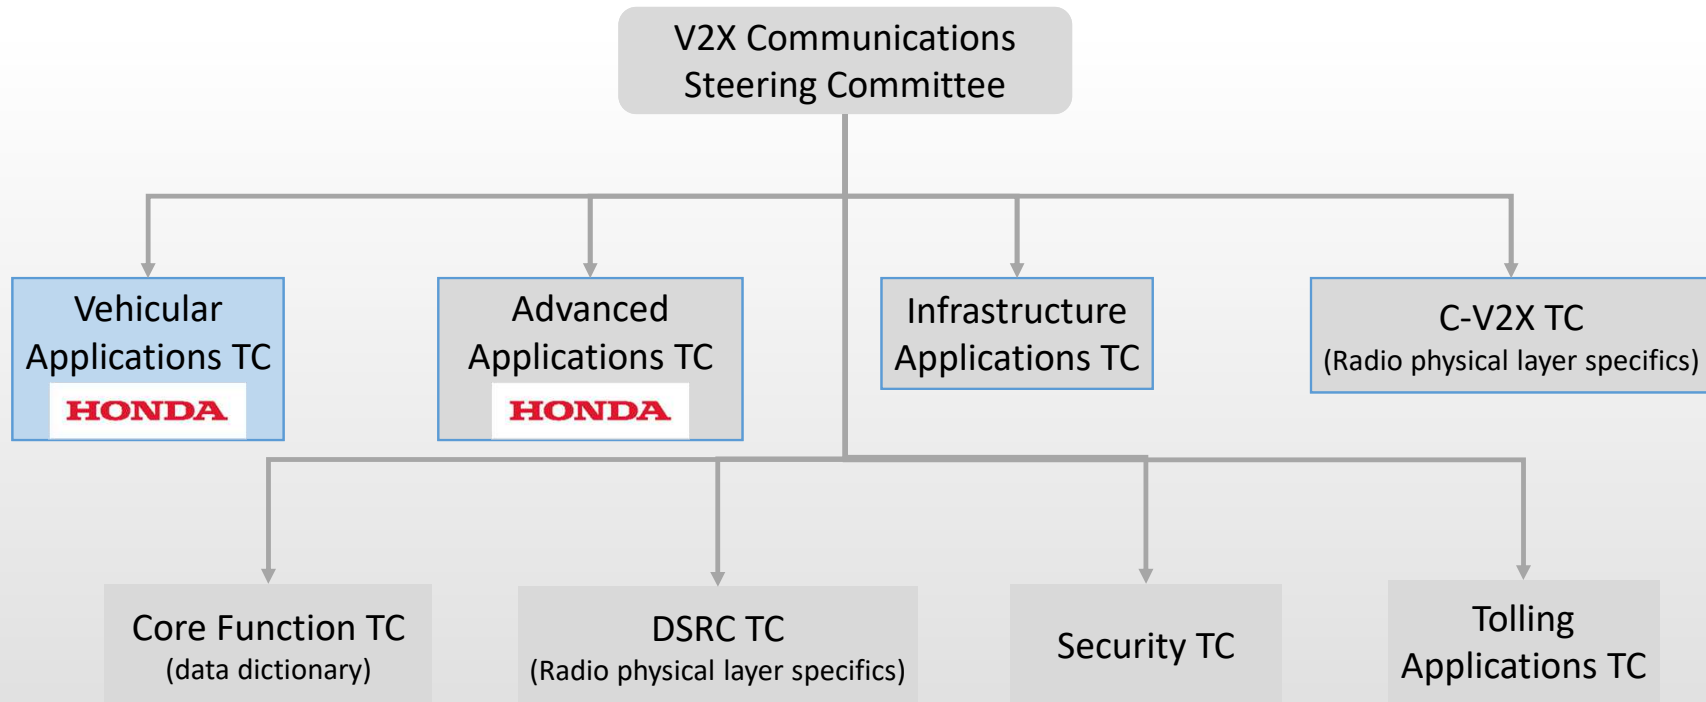 V2X Communications
Steering Committee
Vehicular
Applications TC
HONDA
Advanced
Applications TC
HONDA
Infrastructure
Applications TC
C-V2X TC
(Radio physical layer specifics)
Core Function TC
(data dictionary)
DSRC TC
(Radio physical layer specifics)
Security TC
Tolling
Applications TC